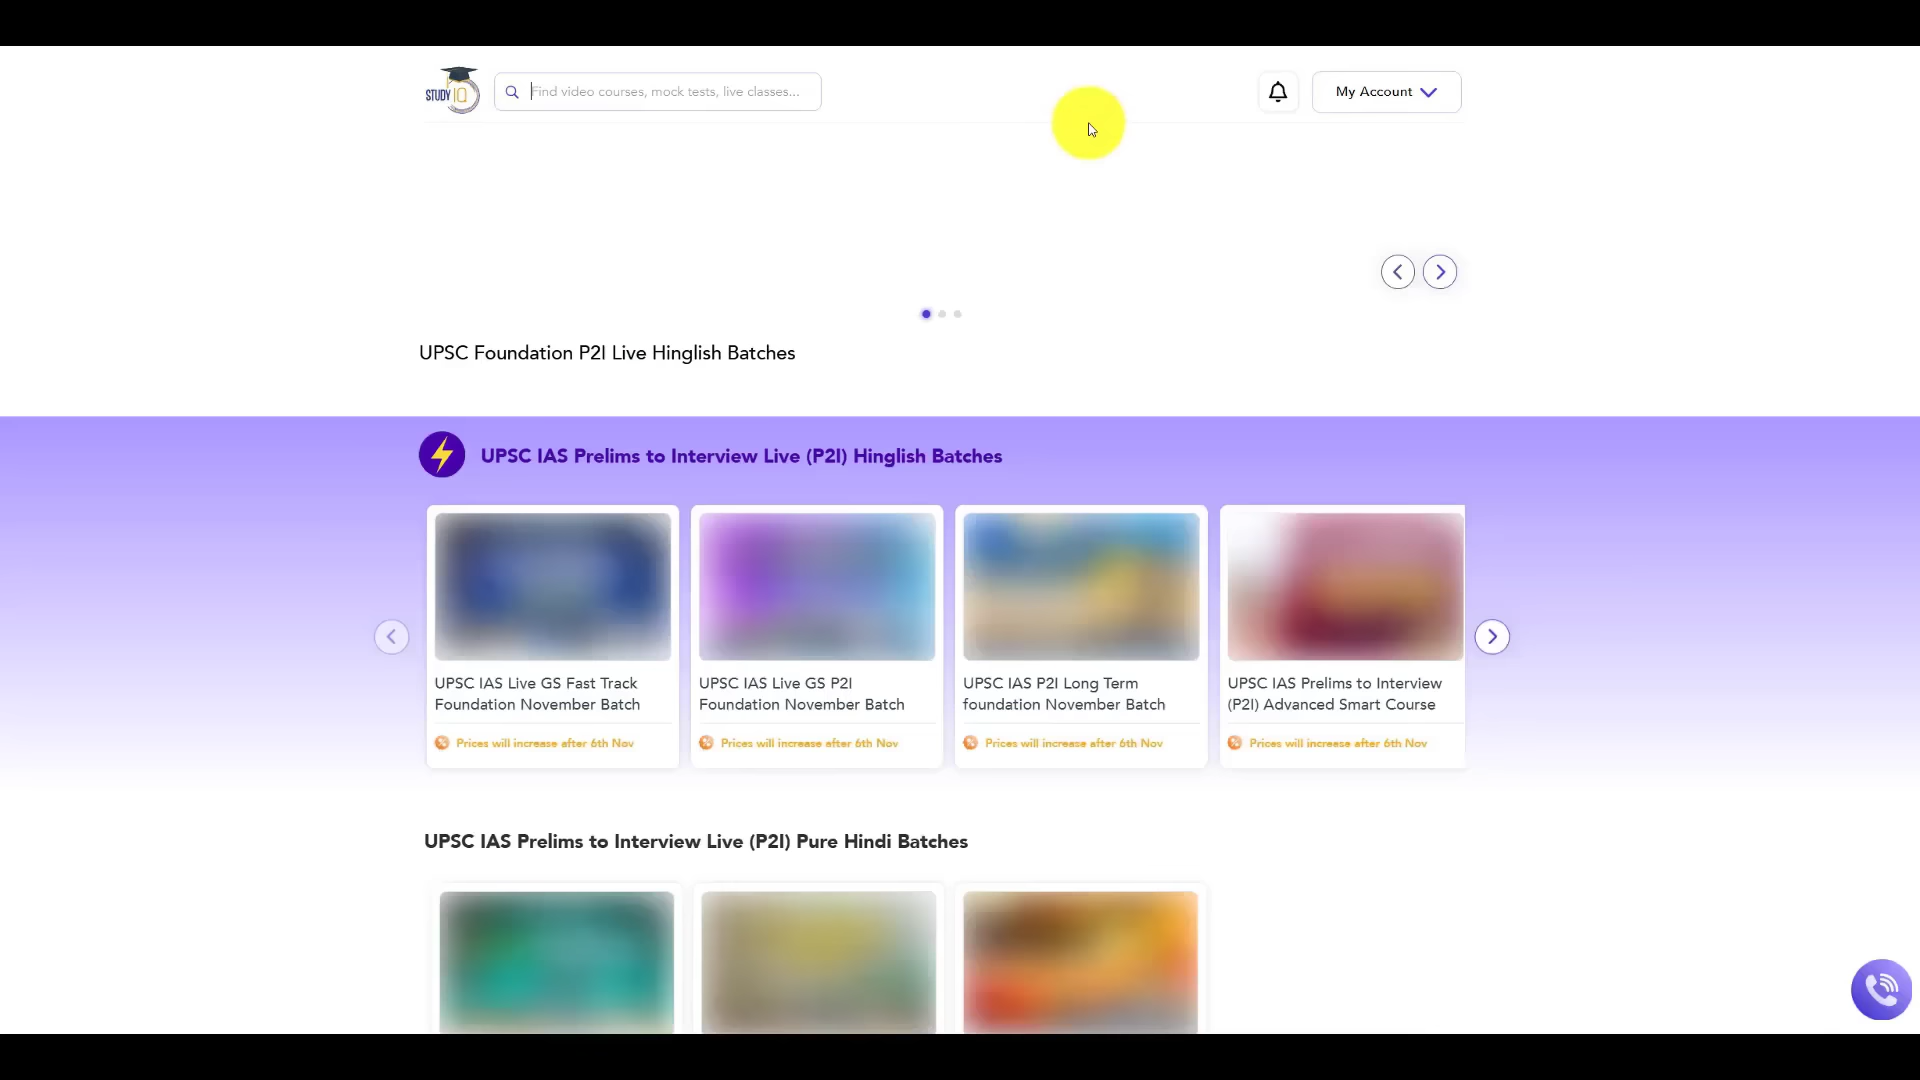 STUDY IQ
Find video courses, mock tests, live classes...
My Account
UPSC Foundation P2I Live Hinglish Batches
UPSC IAS Prelims to Interview Live (P2I) Hinglish Batches
UPSC IAS Live GS Fast Track
Foundation November Batch
Prices will increase after 6th Nov
UPSC IAS Live GS P2I
Foundation November Batch
Prices will increase after 6th Nov
UPSC IAS P2I Long Term
foundation November Batch
Prices will increase after 6th Nov
UPSC IAS Prelims to Interview
(P2I) Advanced Smart Course
Prices will increase after 6th Nov
UPSC IAS Prelims to Interview Live (P2I) Pure Hindi Batches